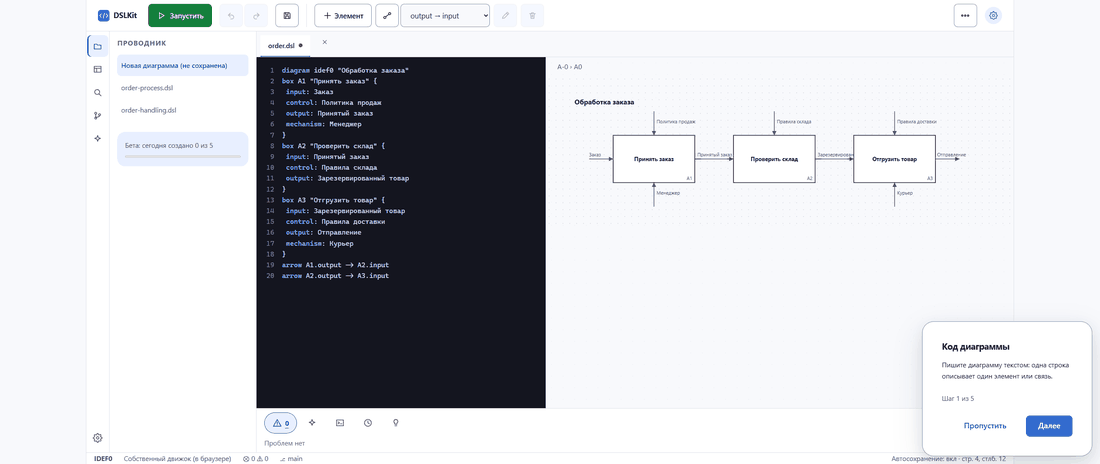 DSLKit
Запустить
Элемент
output → input
ПРОВОДНИК
Новая диаграмма (не сохранена)
order-process.dsl
order-handling.dsl
Бета: сегодня создано 0 из 5
order.dsl
1 diagram idef0 "Обработка заказа"
2 box A1 "Принять заказ" {
3 input: Заказ
4 control: Политика продаж
5 output: Принятый заказ
6 mechanism: Менеджер
7 }
8 box A2 "Проверить склад" {
9 input: Принятый заказ
10 control: Правила склада
11 output: Зарезервированный товар
12 }
13 box A3 "Отгрузить товар" {
14 input: Зарезервированный товар
15 control: Правила доставки
16 output: Отправление
17 mechanism: Курьер
18 }
19 arrow A1.output -> A2.input
20 arrow A2.output -> A3.input
A-0 › A0
Обработка заказа
Политика продаж
Правила склада
Правила доставки
Заказ
Принять заказ
A1
Принятый заказ
Проверить склад
A2
Отгрузить товар
A3
Отправление
Менеджер
Курьер
Код диаграммы
Пишите диаграмму текстом: одна строка
описывает один элемент или связь.
Шаг 1 из 5
Пропустить
Далее
0
Проблем нет
IDEF0
Собственный движок (в браузере)
0
0
main
Автосохранение: вкл · стр. 4, стлб. 12